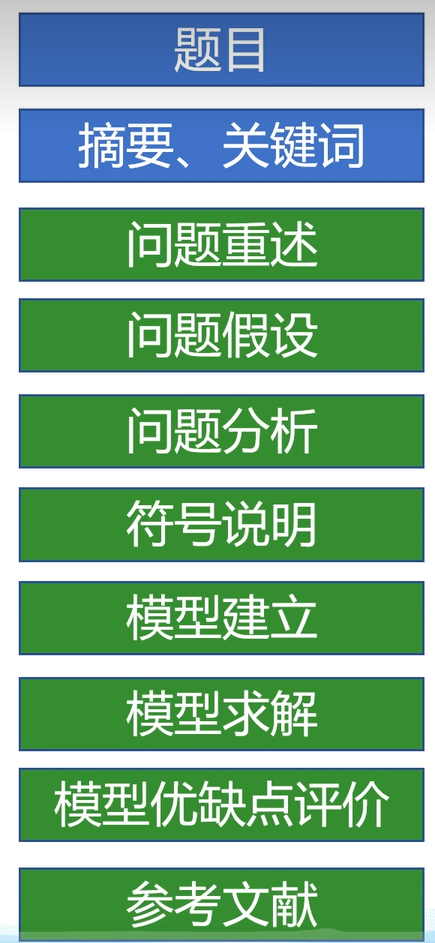 题目
摘要、关键词
问题重述
问题假设
问题分析
符号说明
模型建立
模型求解
模型优缺点评价
参考文献